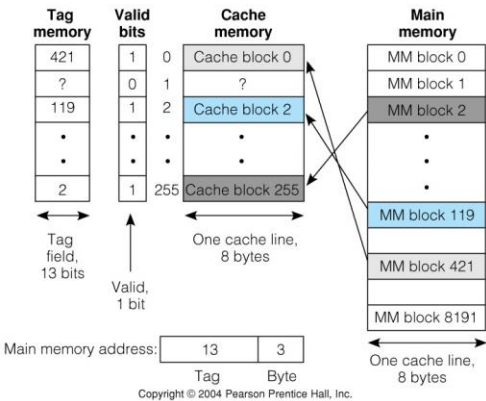 Tag memory Valid bits Cache memory Main memory
421 1 0 Cache block 0 MM block 0
? 0 1 ? MM block 1
119 1 2 Cache block 2 MM block 2
2 1 255 Cache block 255
MM block 119
MM block 421
MM block 8191
Tag field, 13 bits
Valid, 1 bit
One cache line, 8 bytes
One cache line, 8 bytes
Main memory address: 13 3
Tag Byte
Copyright © 2004 Pearson Prentice Hall, Inc.